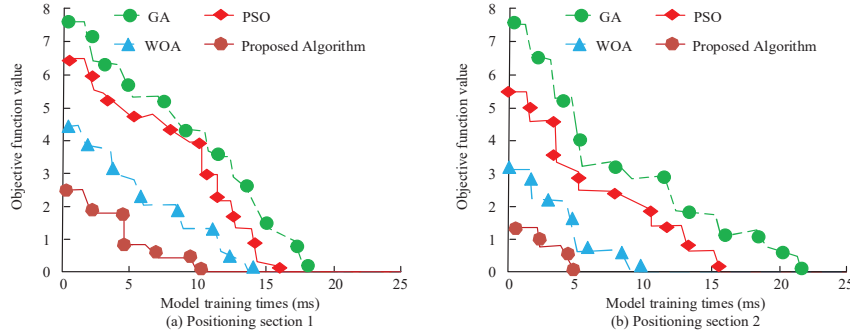 GA PSO
WOA Proposed Algorithm
Objective function value
8
7
6
5
4
3
2
1
0
0 5 10 15 20 25
Model training times (ms)
(a) Positioning section 1
GA PSO
WOA Proposed Algorithm
Objective function value
8
7
6
5
4
3
2
1
0
0 5 10 15 20 25
Model training times (ms)
(b) Positioning section 2